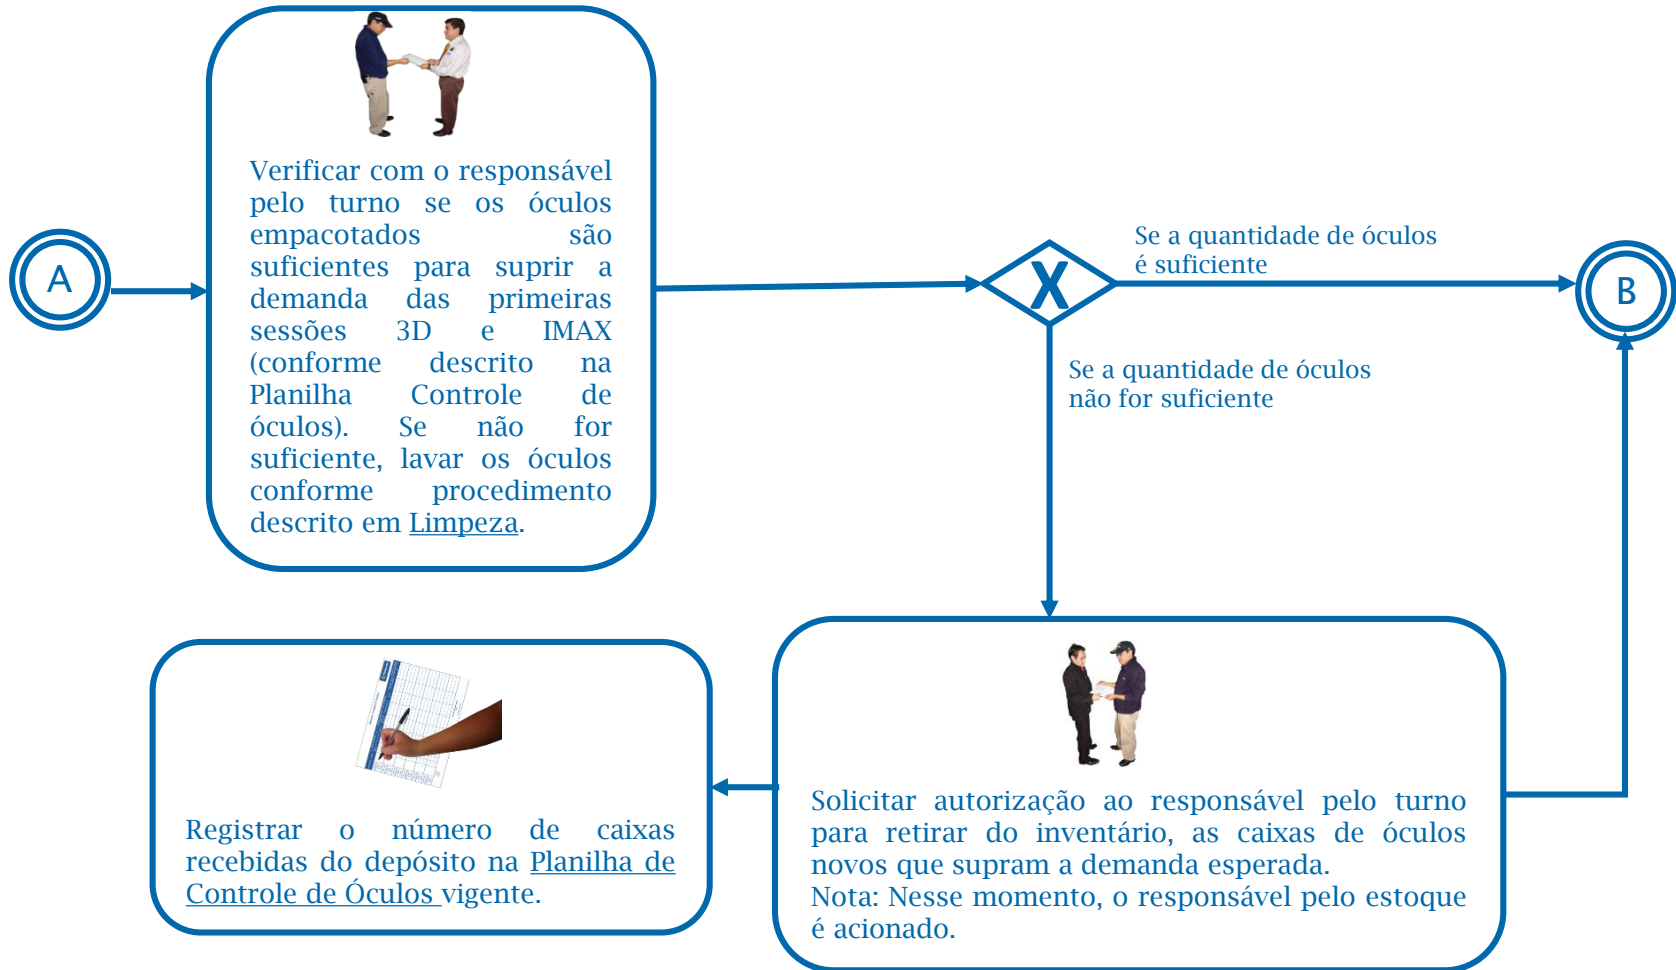 A
Verificar com o responsável
pelo turno se os óculos
empacotados são
suficientes para suprir a
demanda das primeiras
sessões 3D e IMAX
(conforme descrito na
Planilha Controle de
óculos). Se não for
suficiente, lavar os óculos
conforme procedimento
descrito em Limpeza.
X
Se a quantidade de óculos
é suficiente
B
Se a quantidade de óculos
não for suficiente
Solicitar autorização ao responsável pelo turno
para retirar do inventário, as caixas de óculos
novos que supram a demanda esperada.
Nota: Nesse momento, o responsável pelo estoque
é acionado.
Registrar o número de caixas
recebidas do depósito na Planilha de
Controle de Óculos vigente.